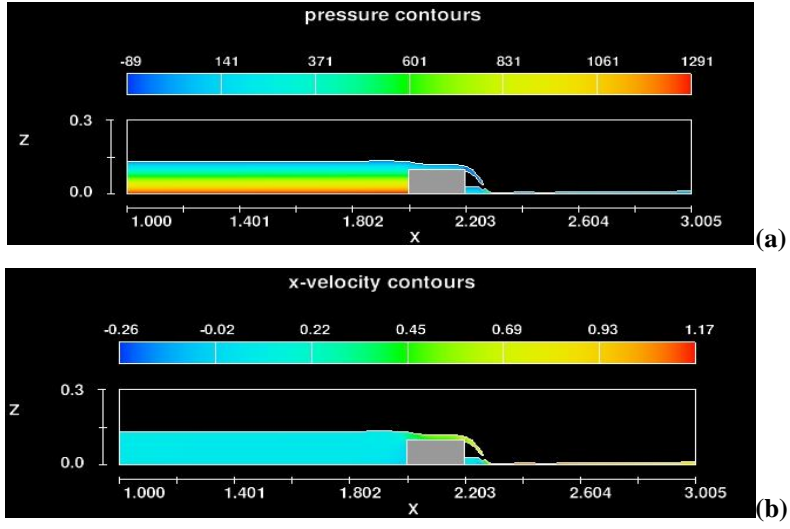 pressure contours
-89 141 371 601 831 1061 1291
0.3
Z
0.0
1.000 1.401 1.802 2.203 2.604 3.005
X
(a)
x-velocity contours
-0.26 -0.02 0.22 0.45 0.69 0.93 1.17
0.3
Z
0.0
1.000 1.401 1.802 2.203 2.604 3.005
X
(b)